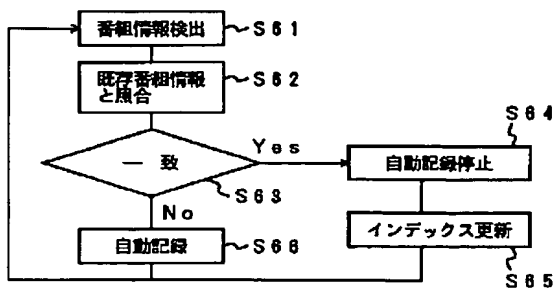 番組情報検出
S61
既存番組情報
と照合
S62
一致
Yes
S63
No
自動記録
S66
S64
自動記録停止
インデックス更新
S65